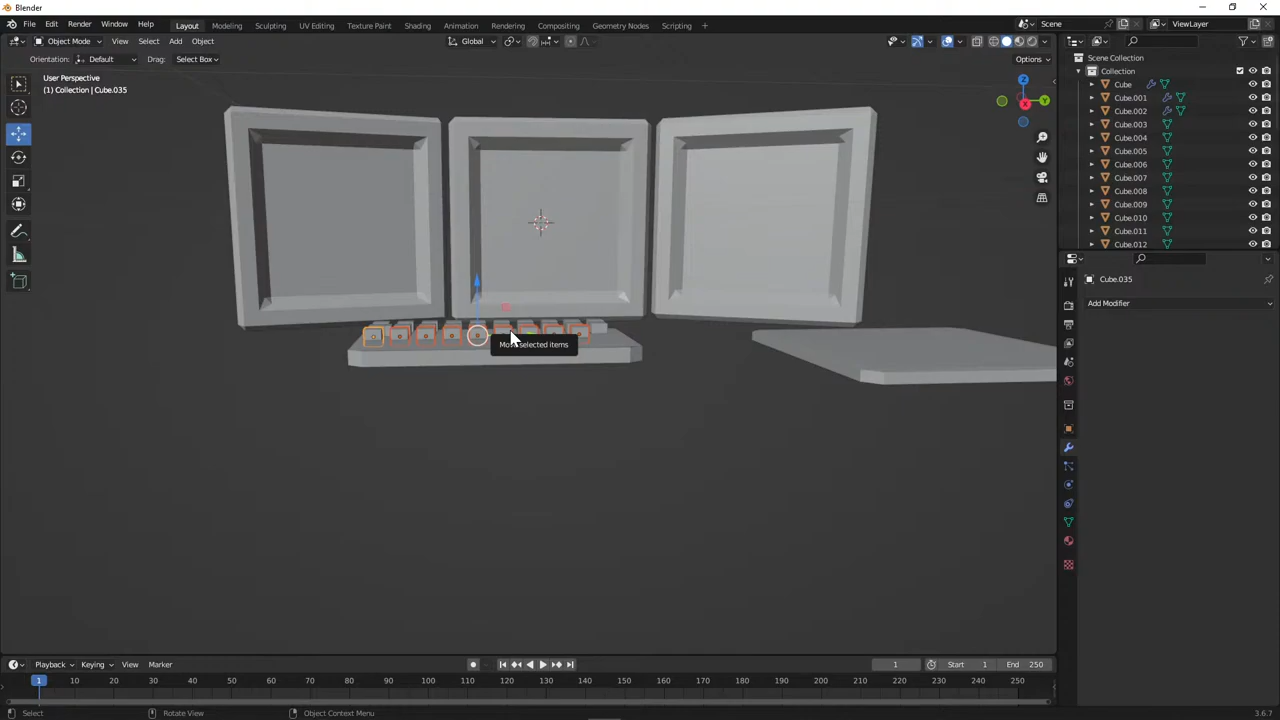 Blender
File Edit Render Window Help Layout Modeling Sculpting UV Editing Texture Paint Shading Animation Rendering Compositing Geometry Nodes Scripting + Scene ViewLayer
Object Mode View Select Add Object Global
Orientation: Default Drag: Select Box Options
User Perspective
(1) Collection | Cube.035
Scene Collection
Collection
Cube
Cube.001
Cube.002
Cube.003
Cube.004
Cube.005
Cube.006
Cube.007
Cube.008
Cube.009
Cube.010
Cube.011
Cube.012
Z
Y
X
Cube.035
Add Modifier
selected items
Playback Keying View Marker 1 Start 1 End 250
1 10 20 30 40 50 60 70 80 90 100 110 120 130 140 150 160 170 180 190 200 210 220 230 240 250
Select Rotate View Object Context Menu 3.6.7